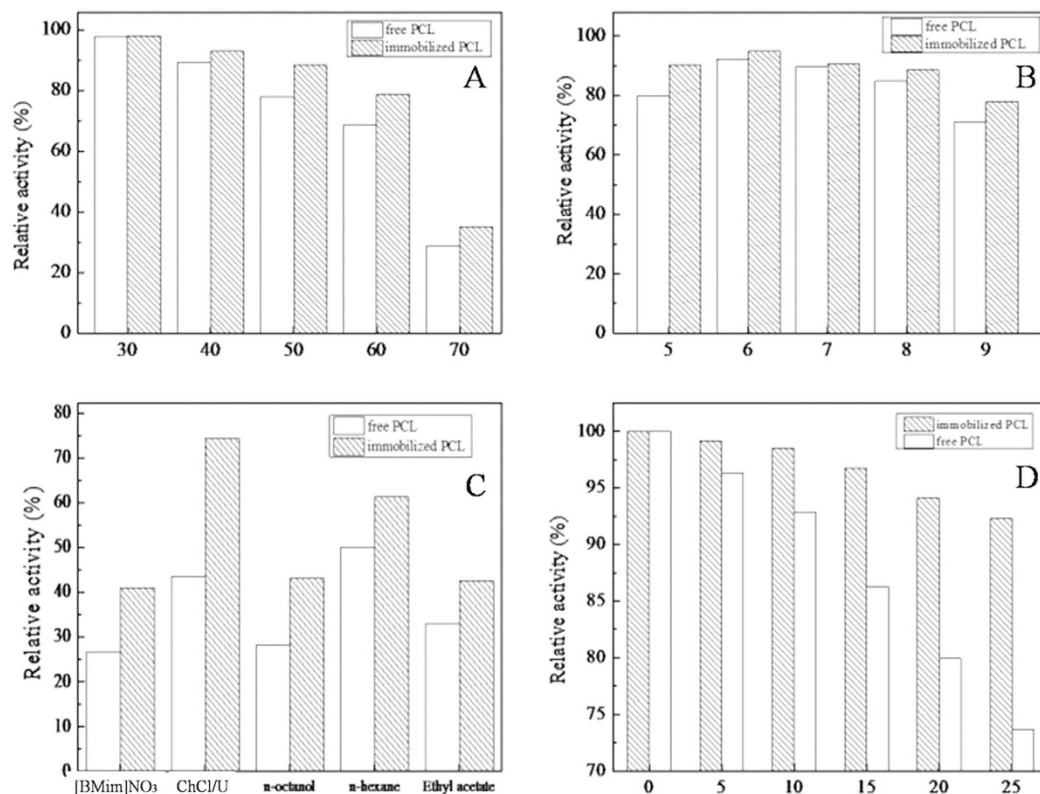 free PCL
immobilized PCL
A
Relative activity (%)
100
80
60
40
20
0
30 40 50 60 70
free PCL
immobilized PCL
B
Relative activity (%)
100
80
60
40
20
0
5 6 7 8 9
free PCL
immobilized PCL
C
Relative activity (%)
80
70
60
50
40
30
20
10
0
[BMim]NO₃ ChCl/U n-octanol n-hexane Ethyl acetate
immobilized PCL
free PCL
D
Relative activity (%)
100
95
90
85
80
75
70
0 5 10 15 20 25